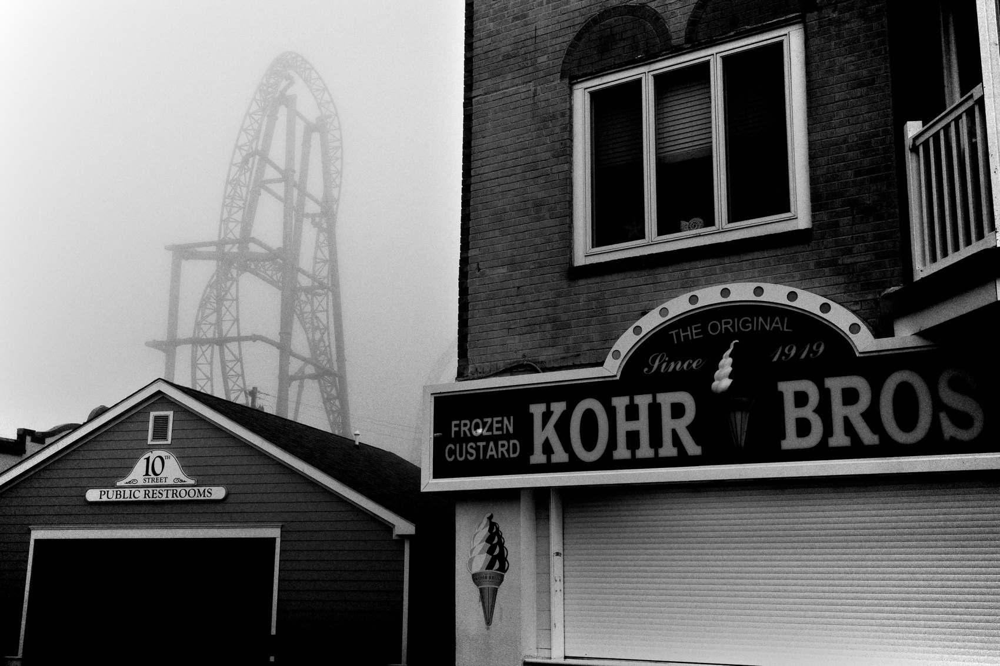 10TH
STREET
PUBLIC RESTROOMS
THE ORIGINAL
Since 1919
FROZEN
CUSTARD
KOHR BROS
KOHR BROS